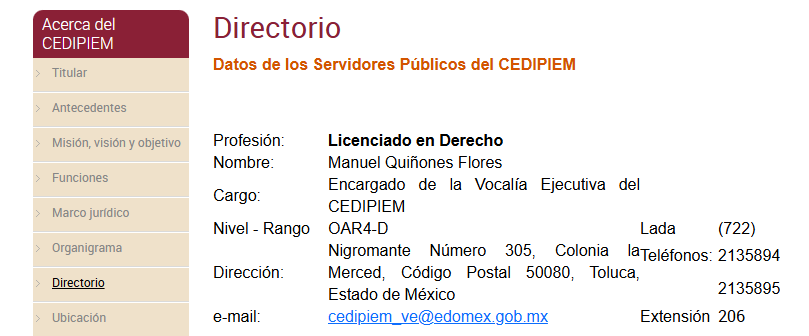 Acerca del
CEDIPIEM
Titular
Antecedentes
Misión, visión y objetivo
Funciones
Marco jurídico
Organigrama
Directorio
Ubicación
Directorio
Datos de los Servidores Públicos del CEDIPIEM
Profesión: Licenciado en Derecho
Nombre: Manuel Quiñones Flores
Cargo: Encargado de la Vocalía Ejecutiva del
CEDIPIEM
Nivel - Rango OAR4-D Lada (722)
Dirección: Nigromante Número 305, Colonia la
Merced, Código Postal 50080, Toluca,
Estado de México
Teléfonos: 2135894
2135895
e-mail: cedipiem_ve@edomex.gob.mx Extensión 206